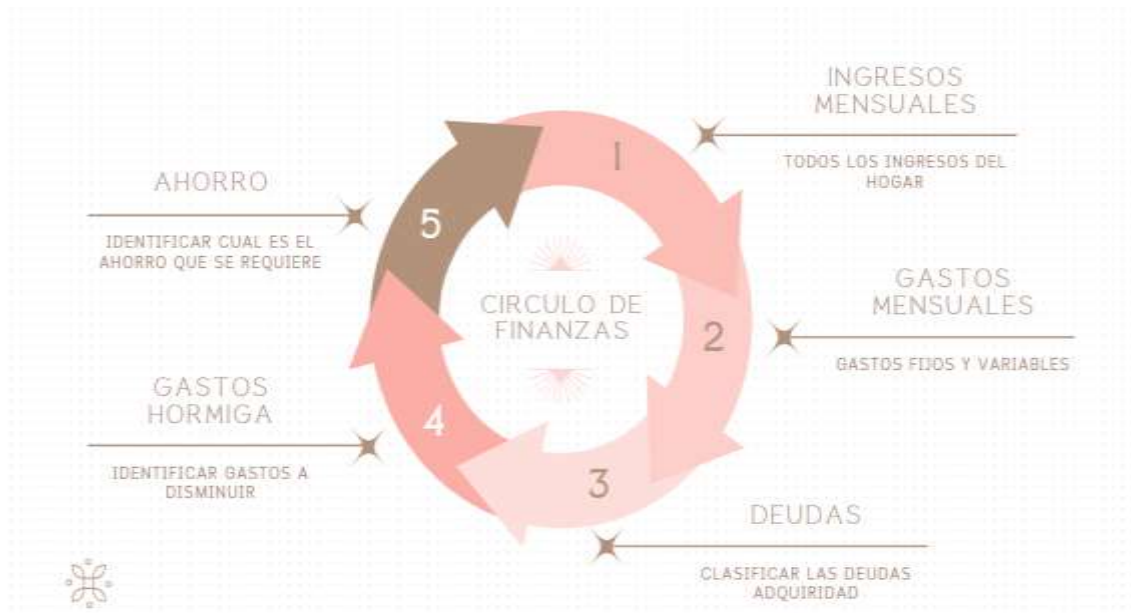 INGRESOS
MENSUALES
TODOS LOS INGRESOS DEL
HOGAR
1
GASTOS
MENSUALES
GASTOS FIJOS Y VARIABLES
2
DEUDAS
CLASIFICAR LAS DEUDAS
ADQUIRIDAD
3
GASTOS
HORMIGA
IDENTIFICAR GASTOS A
DISMINUIR
4
AHORRO
IDENTIFICAR CUAL ES EL
AHORRO QUE SE REQUIERE
5
CIRCULO DE
FINANZAS